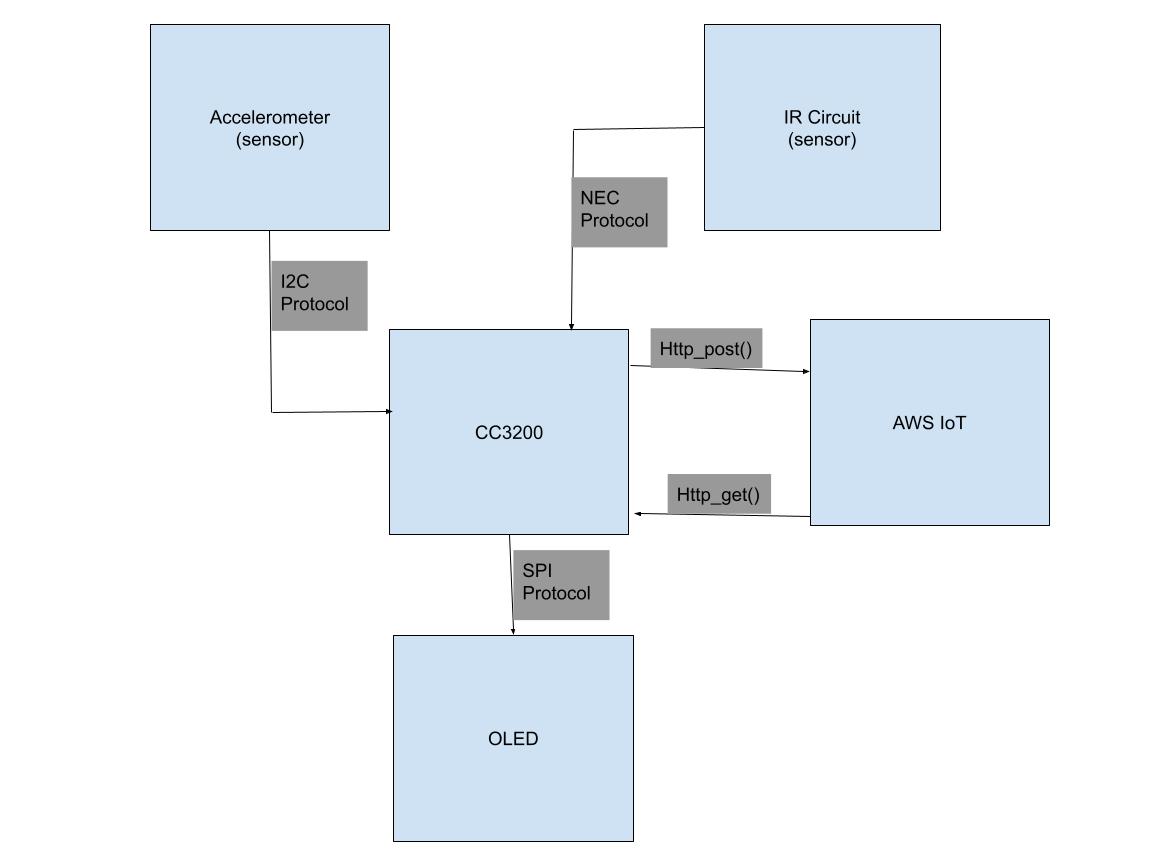 Accelerometer
(sensor)
IR Circuit
(sensor)
NEC
Protocol
I2C
Protocol
Http_post()
CC3200
AWS IoT
Http_get()
SPI
Protocol
OLED